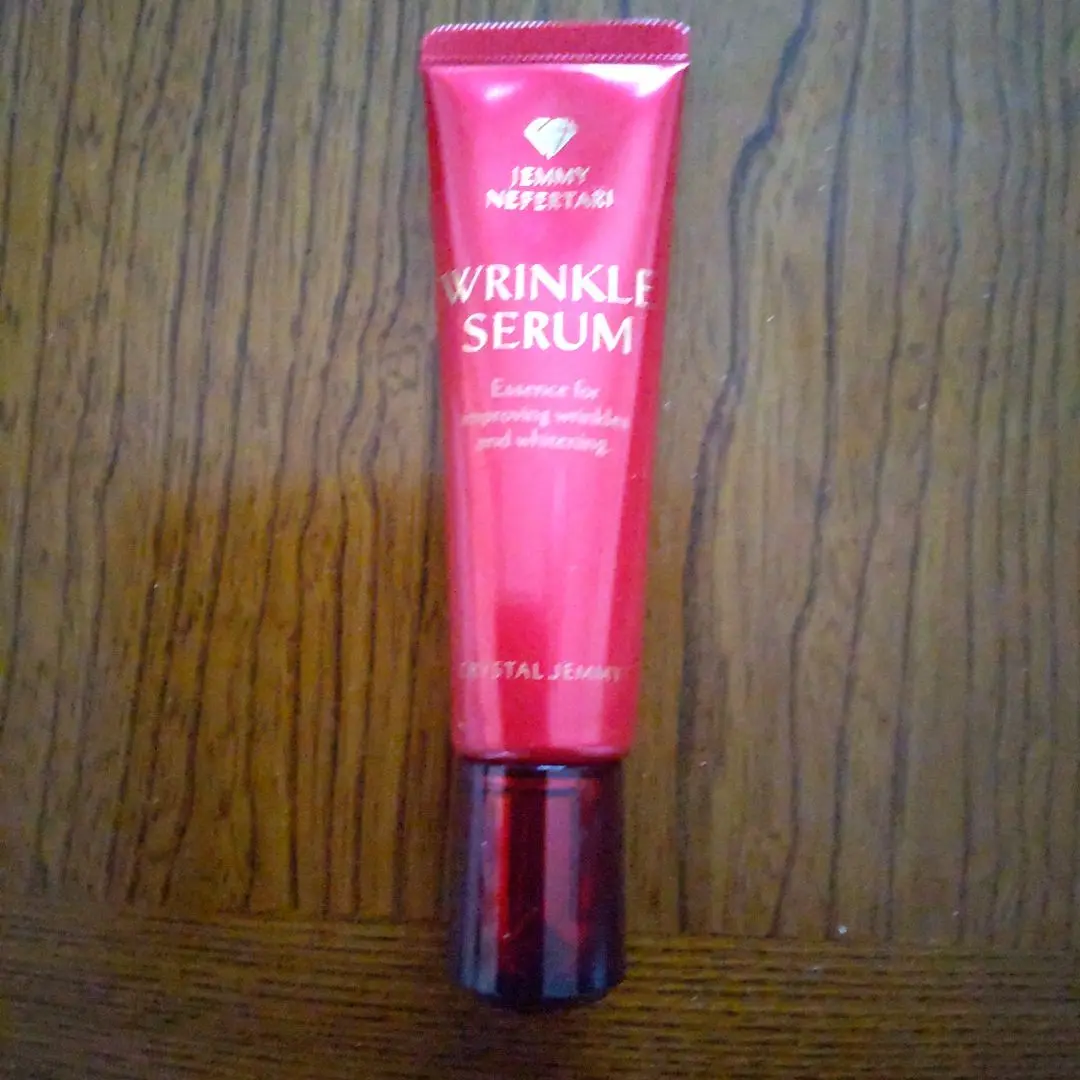 JEMMY
NEFERTARI
WRINKLE
SERUM
Essence for
improving wrinkles
and whitening.
CRYSTAL JEMMY